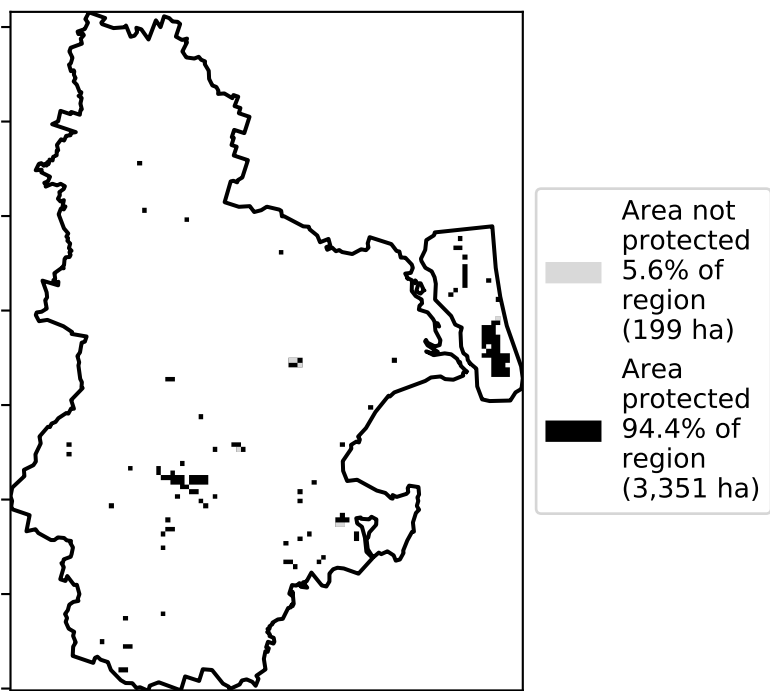 Area not
protected
5.6% of
region
(199 ha)
Area
protected
94.4% of
region
(3,351 ha)